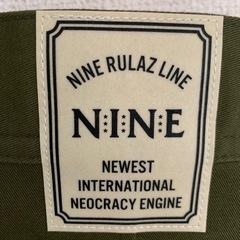 NINE RULAZ LINE
N:I:N:E
NEWEST
INTERNATIONAL
NEOCRACY ENGINE